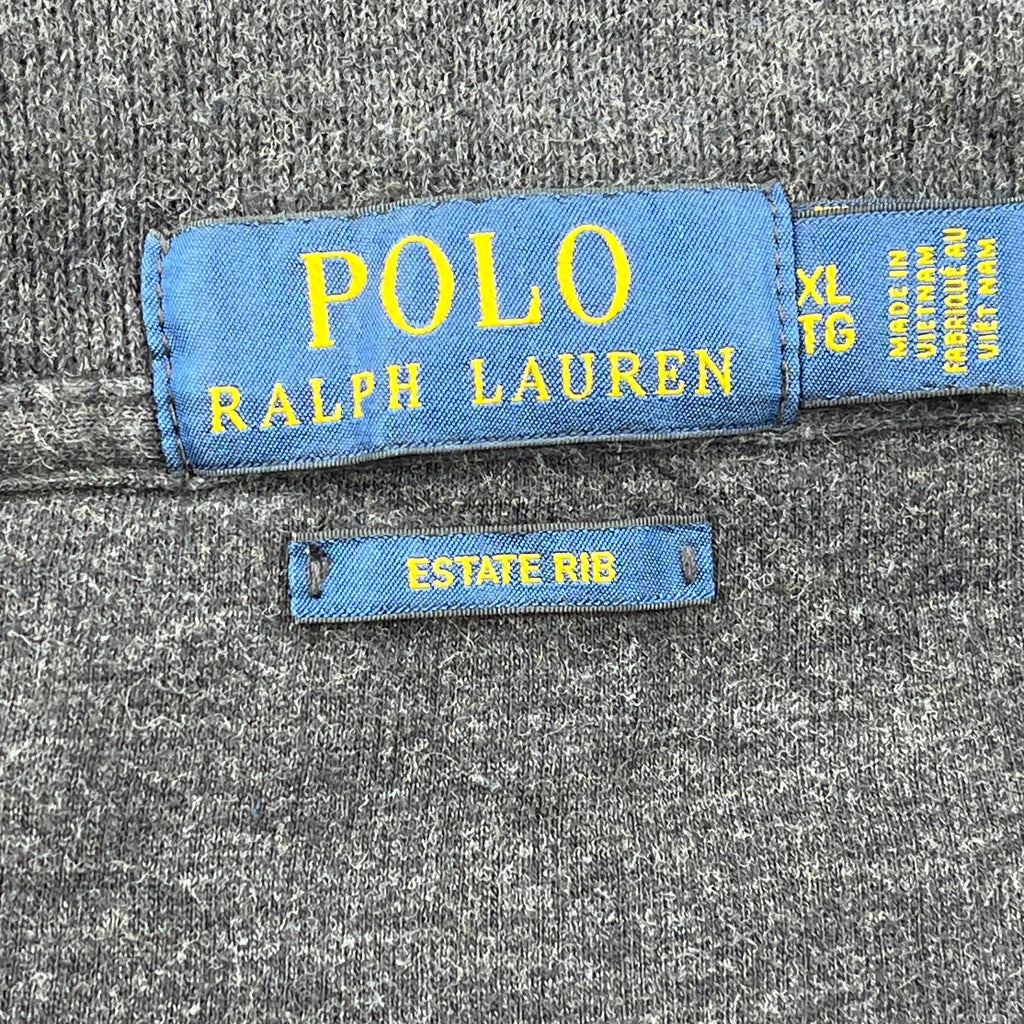 POLO
RALPH LAUREN
XL
TG
MADE IN
VIETNAM
FABRIQUÉ AU
VIÊT NAM
ESTATE RIB